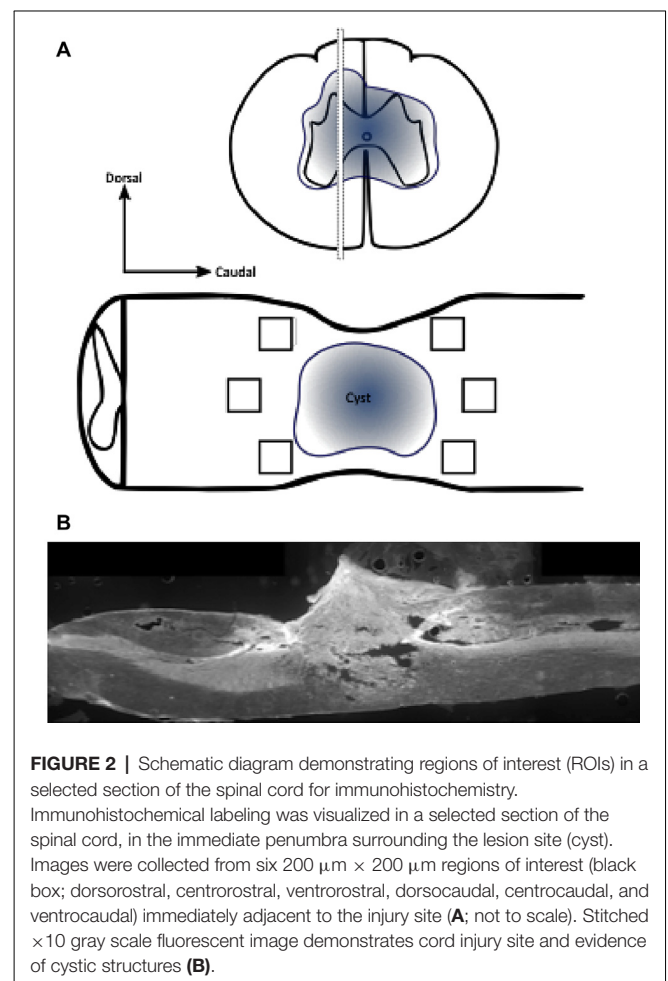 A
Dorsal
Caudal
Cyst
B
FIGURE 2 | Schematic diagram demonstrating regions of interest (ROIs) in a
selected section of the spinal cord for immunohistochemistry.
Immunohistochemical labeling was visualized in a selected section of the
spinal cord, in the immediate penumbra surrounding the lesion site (cyst).
Images were collected from six 200 μm × 200 μm regions of interest (black
box; dorsorostral, centrorostral, ventrorostral, dorsocaudal, centrocaudal, and
ventrocaudal) immediately adjacent to the injury site (A; not to scale). Stitched
×10 gray scale fluorescent image demonstrates cord injury site and evidence
of cystic structures (B).